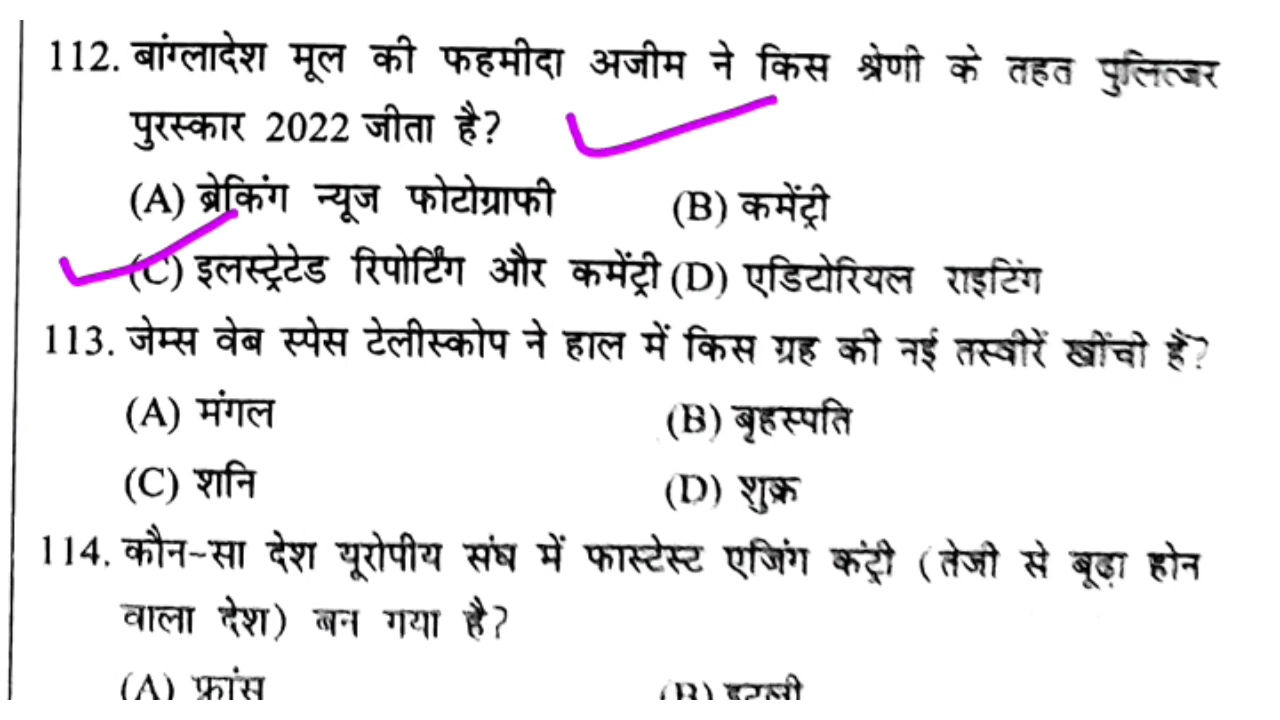 112. बांग्लादेश मूल की फहमीदा अजीम ने किस श्रेणी के तहत पुलित्जर
पुरस्कार 2022 जीता है?
(A) ब्रेकिंग न्यूज फोटोग्राफी (B) कमेंट्री
(C) इलस्ट्रेटेड रिपोर्टिंग और कमेंट्री (D) एडिटोरियल राइटिंग
113. जेम्स वेब स्पेस टेलीस्कोप ने हाल में किस ग्रह की नई तस्वीरें खींची हैं?
(A) मंगल (B) बृहस्पति
(C) शनि (D) शुक्र
114. कौन-सा देश यूरोपीय संघ में फास्टेस्ट एजिंग कंट्री (तेजी से बूढ़ा होन
वाला देश) बन गया है?
(A) फ्रांस (B) इटली